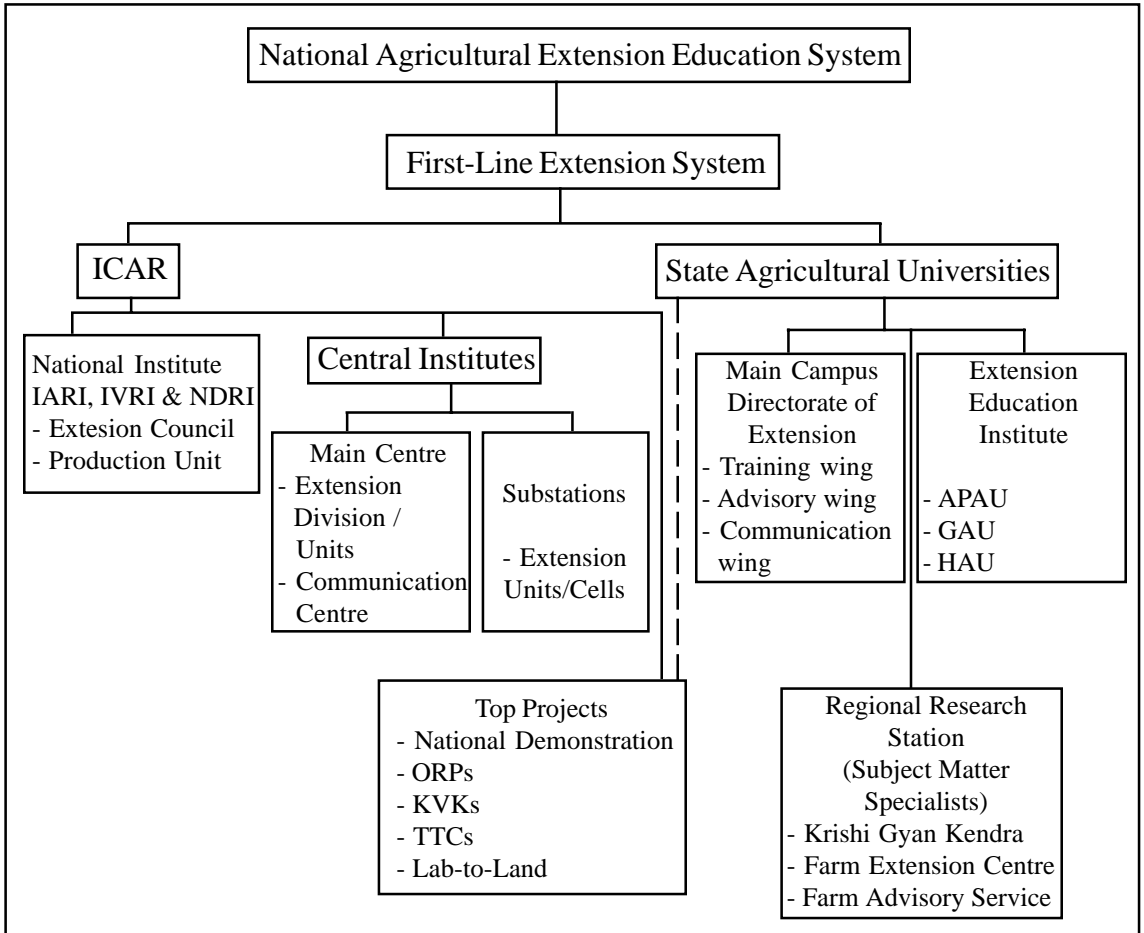 National Agricultural Extension Education System
First-Line Extension System
ICAR
State Agricultural Universities
National Institute
IARI, IVRI & NDRI
- Extesion Council
- Production Unit
Central Institutes
Main Centre
- Extension
Division /
Units
- Communication
Centre
Substations
- Extension
Units/Cells
Main Campus
Directorate of
Extension
- Training wing
- Advisory wing
- Communication
wing
Extension
Education
Institute
- APAU
- GAU
- HAU
Top Projects
- National Demonstration
- ORPs
- KVKs
- TTCs
- Lab-to-Land
Regional Research
Station
(Subject Matter
Specialists)
- Krishi Gyan Kendra
- Farm Extension Centre
- Farm Advisory Service